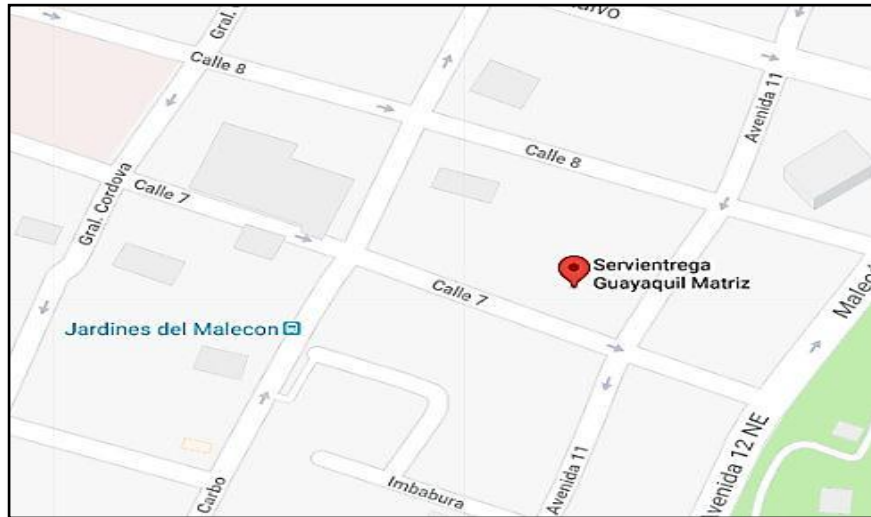 Gral.
Calle 8
Avenida 11
Calle 8
Calle 7
Gral. Cordova
Servientrega
Guayaquil Matriz
Calle 7
Jardines del Malecon
Avenida 12 NE
Carbo
Imbabura
Avenida 11